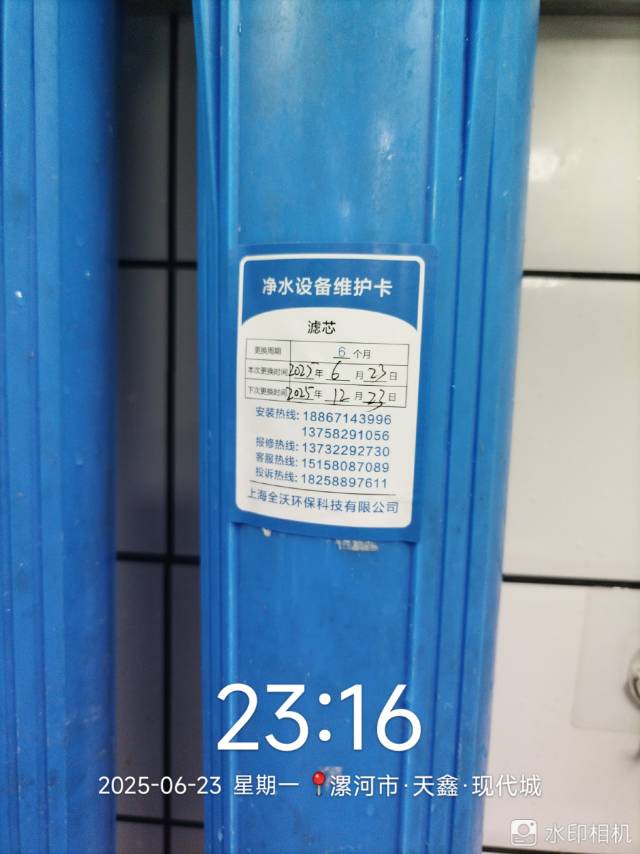 净水设备维护卡
滤芯
更换周期 6 个月
本次更换时间 2025年 6 月 23 日
下次更换时间 2025年 12 月 23 日
安装热线: 18867143996
13758291056
报修热线: 13732292730
客服热线: 15158087089
投诉热线: 18258897611
上海全沃环保科技有限公司
23:16
2025-06-23 星期一 漯河市·天鑫·现代城
水印相机